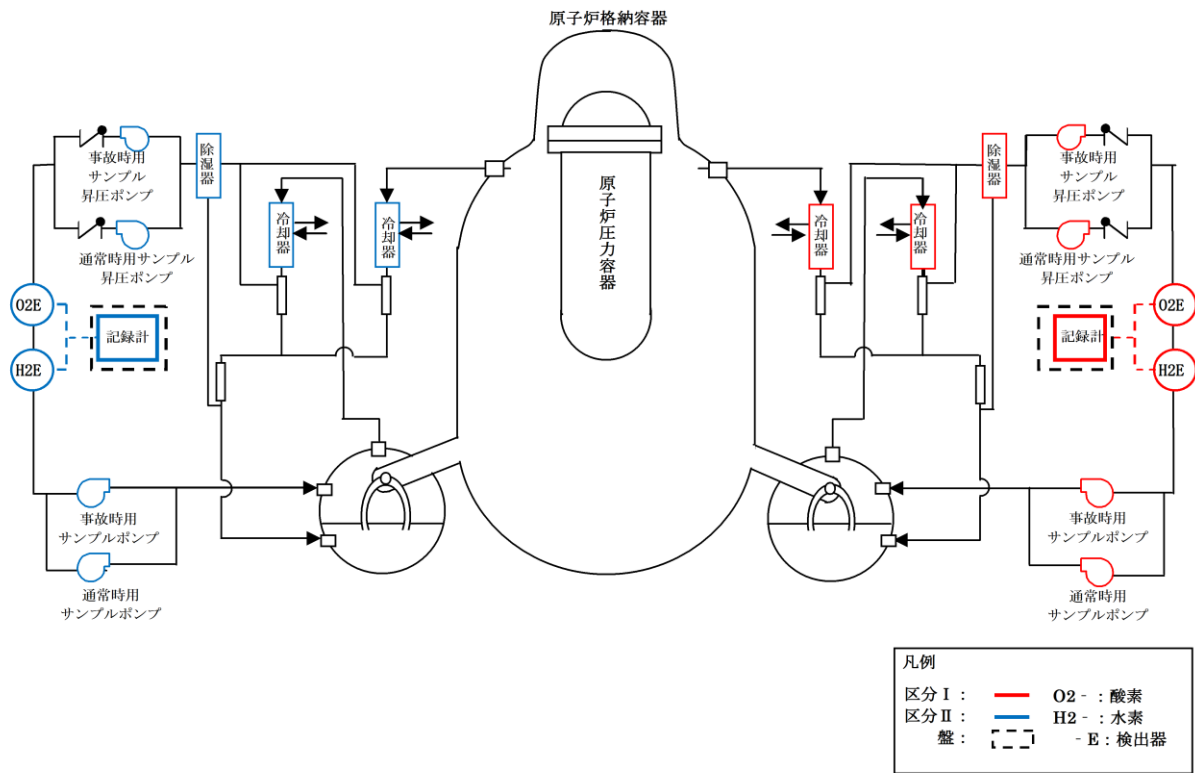 原子炉格納容器
事故時用
サンプル
昇圧ポンプ
通常時用サンプル
昇圧ポンプ
除湿器
冷却器
冷却器
O2E
H2E
記録計
事故時用
サンプルポンプ
通常時用
サンプルポンプ
原子炉圧力容器
冷却器
冷却器
除湿器
事故時用
サンプル
昇圧ポンプ
通常時用サンプル
昇圧ポンプ
記録計
O2E
H2E
事故時用
サンプルポンプ
通常時用
サンプルポンプ
凡例
区分Ⅰ： O2 -：酸素
区分Ⅱ： H2 -：水素
盤： - E：検出器